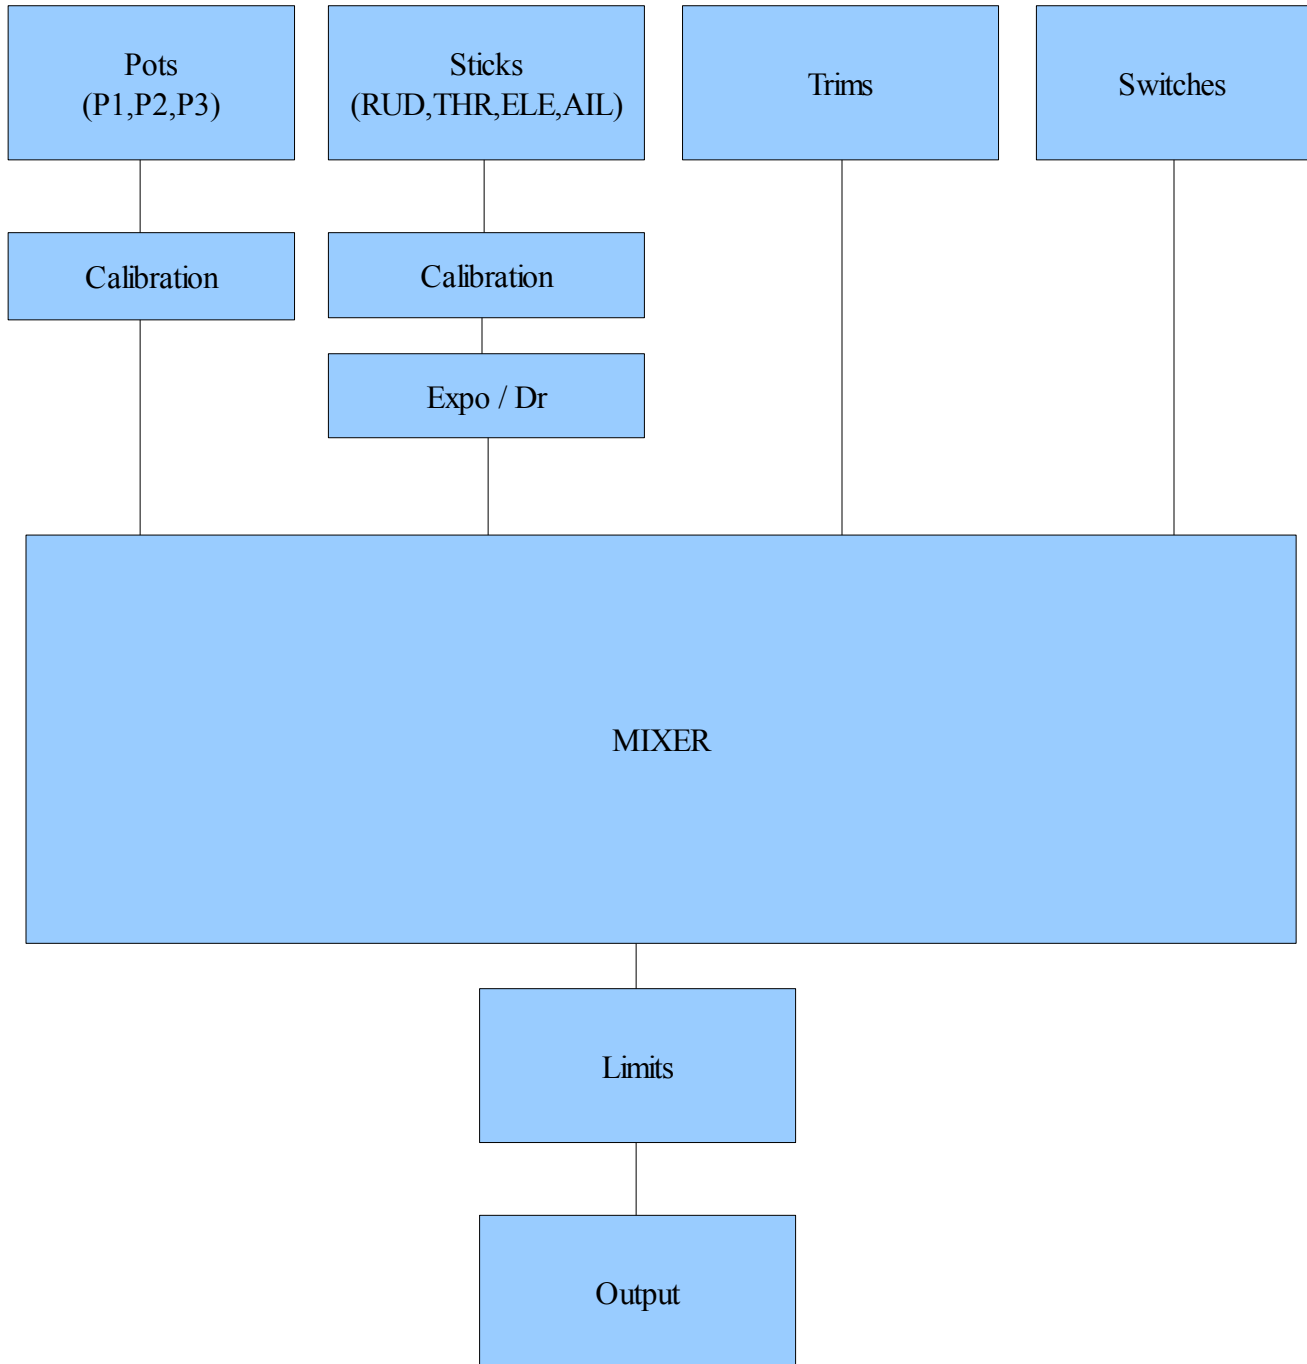 Pots
(P1,P2,P3)
Sticks
(RUD,THR,ELE,AIL)
Trims
Switches
Calibration
Calibration
Expo / Dr
MIXER
Limits
Output